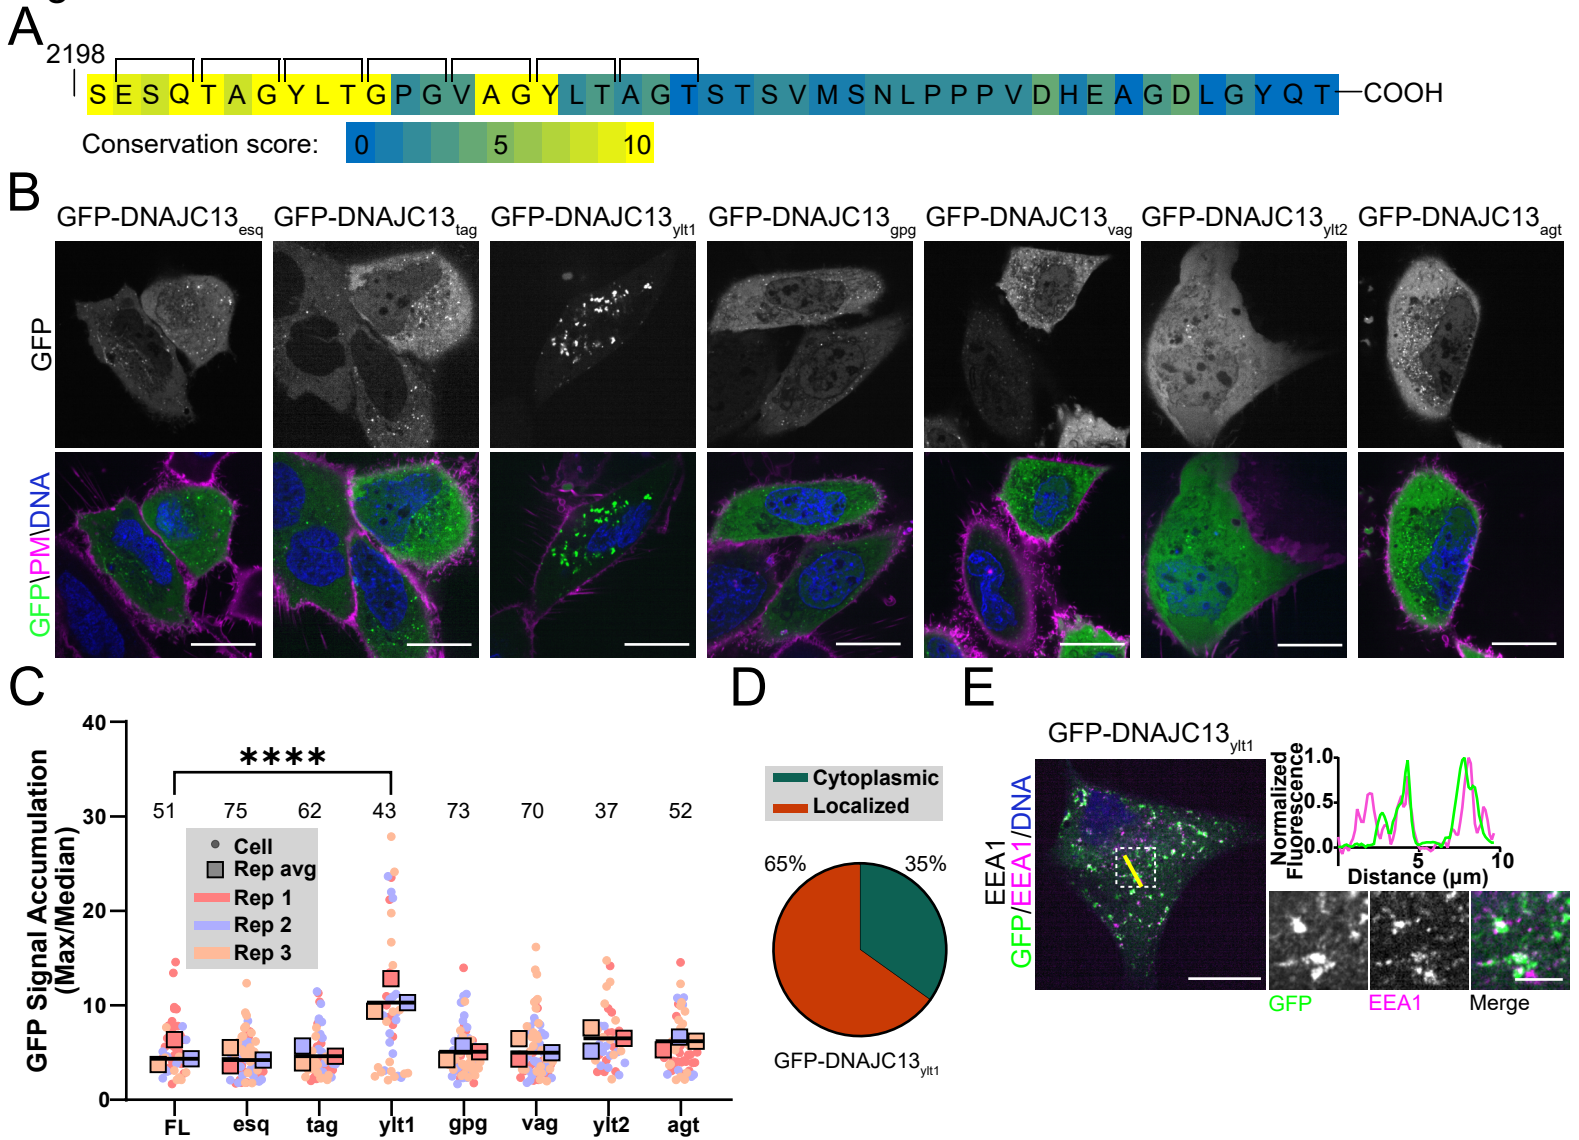 A
2198
SESQTAGYLTGPGVAGYLTAGTSTSVMSNLPPPVDHEAGDLGYQT—COOH
Conservation score: 0 5 10
B
GFP-DNAJC13esq GFP-DNAJC13tag GFP-DNAJC13ylt1 GFP-DNAJC13gpg GFP-DNAJC13vag GFP-DNAJC13ylt2 GFP-DNAJC13agt
GFP
GFP\PM\DNA
C
GFP Signal Accumulation
(Max/Median)
40
30
20
10
0
****
51 75 62 43 73 70 37 52
Cell
Rep avg
Rep 1
Rep 2
Rep 3
FL esq tag ylt1 gpg vag ylt2 agt
D
Cytoplasmic
Localized
65% 35%
GFP-DNAJC13ylt1
E
GFP-DNAJC13ylt1
EEA1
GFP/EEA1/DNA
Normalized
Fluorescence
1.0
0.5
0.0
5 10
Distance (µm)
GFP EEA1 Merge